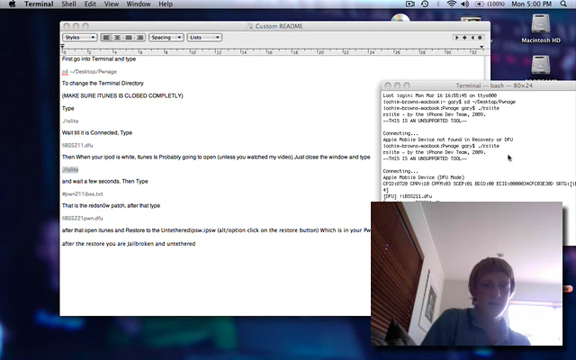 Terminal Shell Edit View Window Help
(100%) Mon 5:00 PM
Macintosh HD
Custom README
Styles Spacing Lists
First go into Terminal and type
cd ~/Desktop/Pwnage
To change the Terminal Directory
(MAKE SURE ITUNES IS CLOSED COMPLETELY)
Type
./rslite
Wait till it is Connected, Type
!iBSS211.dfu
Then When your ipod is white, Itunes Is Probably going to open (unless you watched my video) Just close the window and type
./rslite
and wait a few seconds. Then Type
#pwn211ibss.txt
That is the redsn0w patch, after that type
!iBSS221pwn.dfu
after that open itunes and Restore to the Untetheredipsw.ipsw (alt/option click on the restore button) Which is in your Pw
after the restore you are Jailbroken and untethered
Terminal — bash — 80×24
Last login: Mon Mar 16 16:55:45 on ttys000
lochie-browns-macbook:~ gary$ cd ~/Desktop/Pwnage
lochie-browns-macbook:Pwnage gary$ ./rslite
rslite - by the iPhone Dev Team, 2009.
--THIS IS AN UNSUPPORTED TOOL--
Connecting...
Apple Mobile Device not found in Recovery or DFU
lochie-browns-macbook:Pwnage gary$ ./rslite
rslite - by the iPhone Dev Team, 2009.
--THIS IS AN UNSUPPORTED TOOL--
Connecting...
Apple Mobile Device (DFU Mode)
[DFU] !iBSS211.dfu